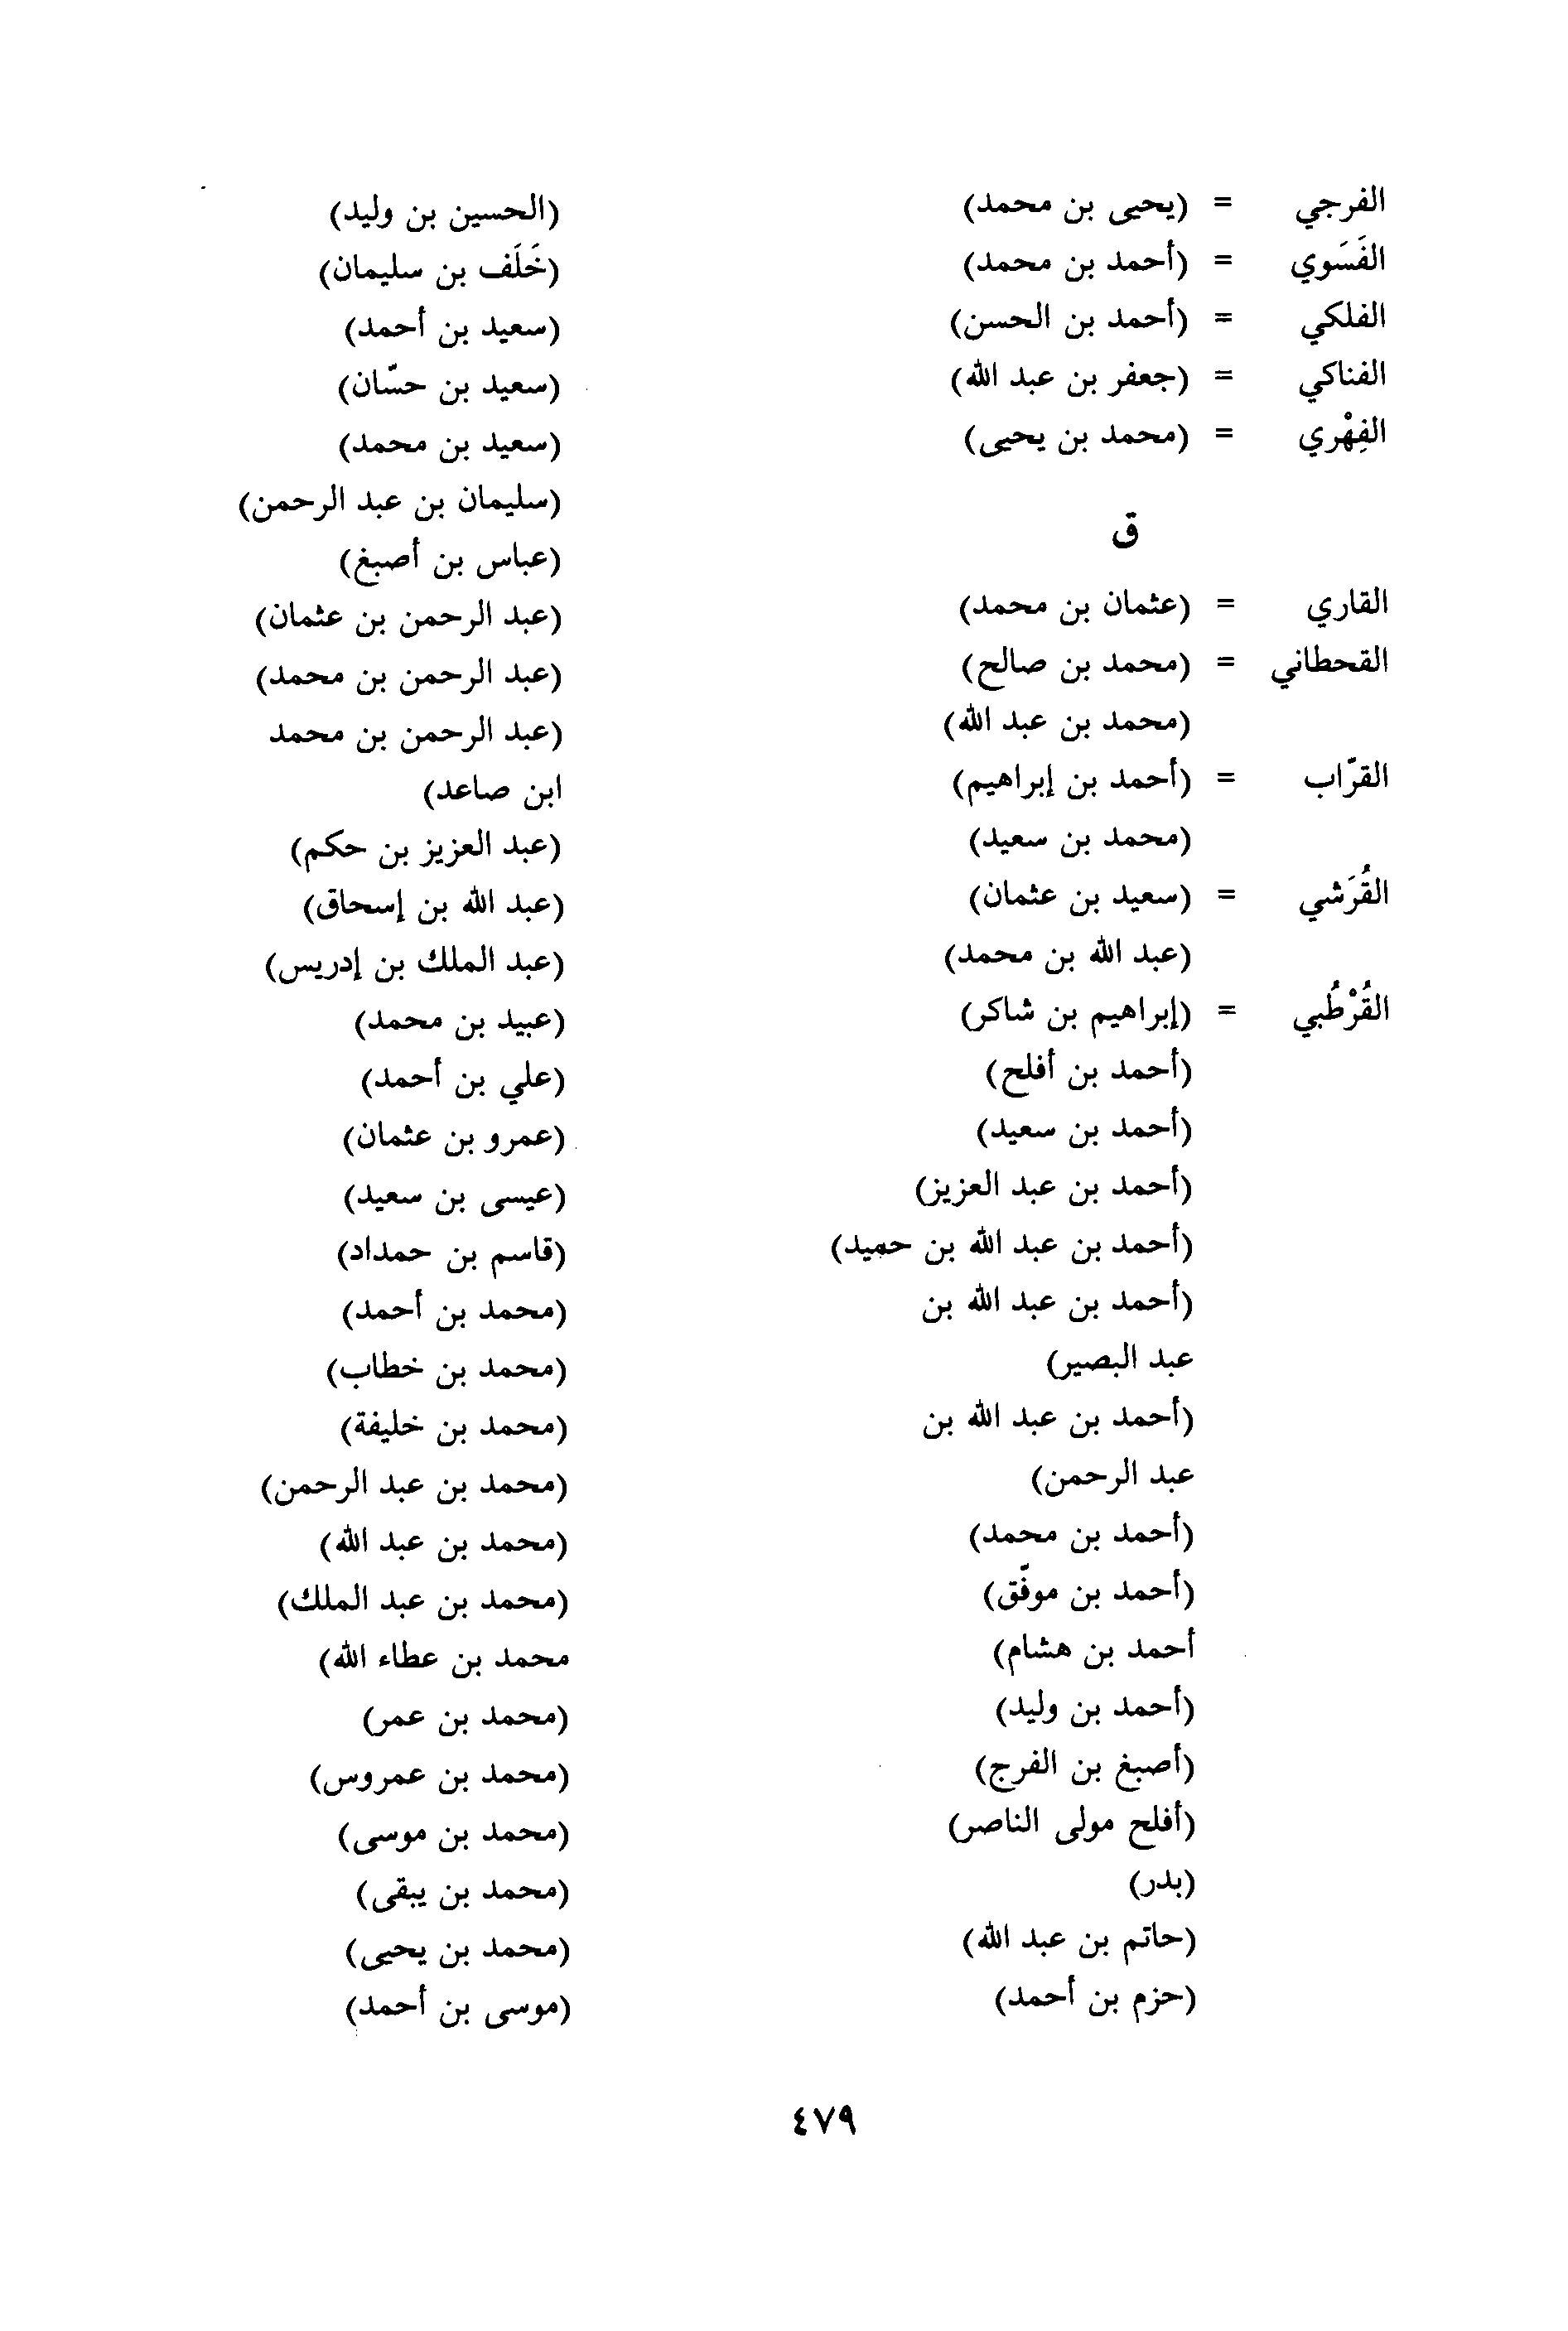 الفرجي = (يحيى بن محمد)
الفَسَوي = (أحمد بن محمد)
الفلكي = (أحمد بن الحسن)
الفناكي = (جعفر بن عبد الله)
الفِهْري = (محمد بن يحيى)
ق
القاري = (عثمان بن محمد)
القحطاني = (محمد بن صالح)
(محمد بن عبد الله)
القرّاب = (أحمد بن إبراهيم)
(محمد بن سعيد)
القُرَشي = (سعيد بن عثمان)
(عبد الله بن محمد)
القُرْطُبي = (إبراهيم بن شاكر)
(أحمد بن أفلح)
(أحمد بن سعيد)
(أحمد بن عبد العزيز)
(أحمد بن عبد الله بن حميد)
(أحمد بن عبد الله بن
عبد البصير)
(أحمد بن عبد الله بن
عبد الرحمن)
(أحمد بن محمد)
(أحمد بن موفّق)
أحمد بن هشام)
(أحمد بن وليد)
(أصبغ بن الفرج)
(أفلح مولى الناصر)
(بدر)
(حاتم بن عبد الله)
(حزم بن أحمد)
(الحسين بن وليد)
(خَلَف بن سليمان)
(سعيد بن أحمد)
(سعيد بن حسّان)
(سعيد بن محمد)
(سليمان بن عبد الرحمن)
(عباس بن أصبغ)
(عبد الرحمن بن عثمان)
(عبد الرحمن بن محمد)
(عبد الرحمن بن محمد
ابن صاعد)
(عبد العزيز بن حكم)
(عبد الله بن إسحاق)
(عبد الملك بن إدريس)
(عبيد بن محمد)
(علي بن أحمد)
(عمرو بن عثمان)
(عيسى بن سعيد)
(قاسم بن حمداد)
(محمد بن أحمد)
(محمد بن خطاب)
(محمد بن خليفة)
(محمد بن عبد الرحمن)
(محمد بن عبد الله)
(محمد بن عبد الملك)
محمد بن عطاء الله)
(محمد بن عمر)
(محمد بن عمروس)
(محمد بن موسى)
(محمد بن يبقى)
(محمد بن يحيى)
(موسى بن أحمد)
٤٧٩